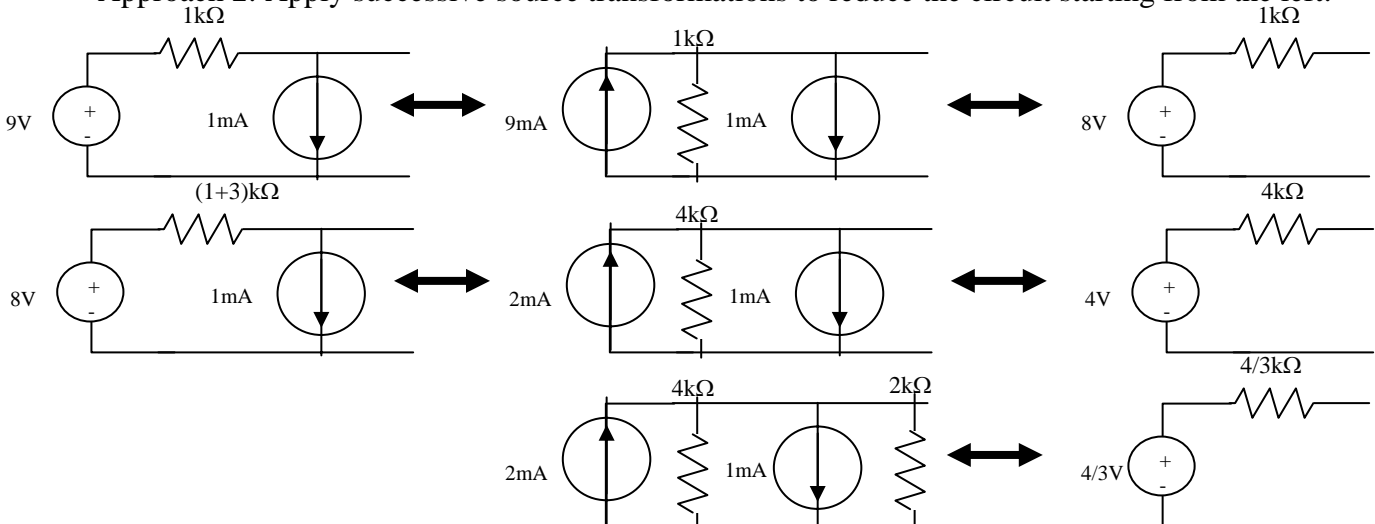 Approach 2: Apply successive source transformations to reduce the circuit starting from the left.
1kΩ
1kΩ
1kΩ
9V
+
-
1mA
9mA
1mA
8V
+
-
(1+3)kΩ
4kΩ
4kΩ
8V
+
-
1mA
2mA
1mA
4V
+
-
4kΩ
2kΩ
4/3kΩ
2mA
1mA
4/3V
+
-